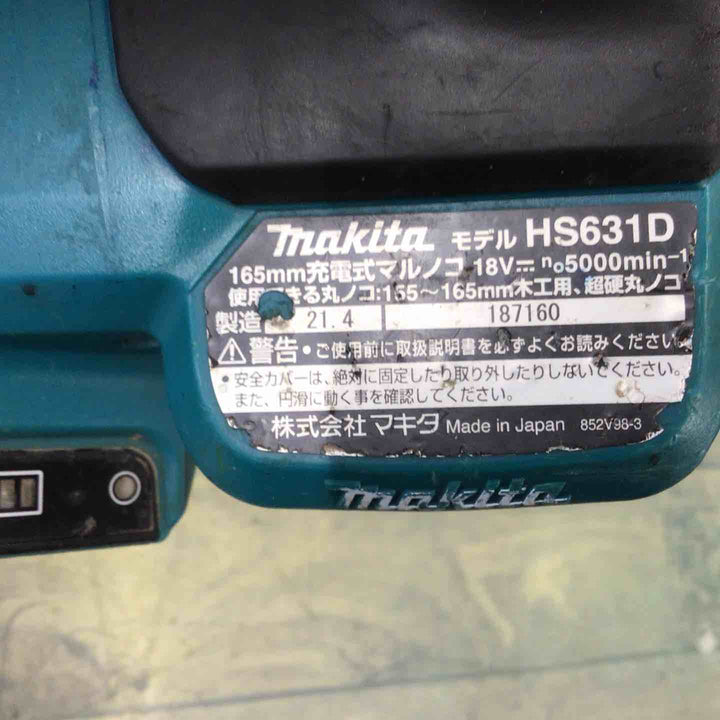 makita モデル HS631D
165mm充電式マルノコ 18V⎓ n₀5000min-1
使用できる丸ノコ:165~165mm木工用、超硬丸ノコ
製造 21.4 187160
⚠警告・ご使用前に取扱説明書を必ずよくお読みください。
・安全カバーは、絶対に固定したり取り外したりしないでください。
また、円滑に動く事を確認してください。
株式会社 マキタ Made in Japan 852V98-3
makita